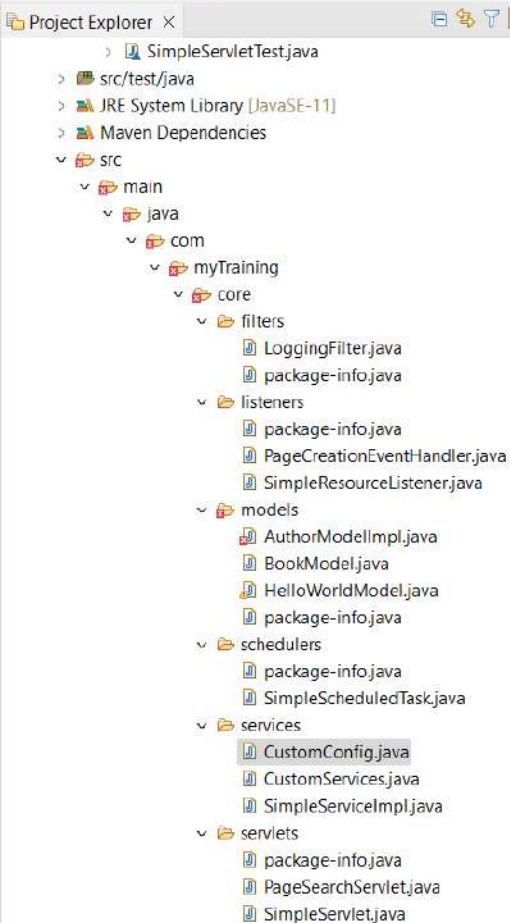 Project Explorer ×
SimpleServletTest.java
src/test/java
JRE System Library [JavaSE-11]
Maven Dependencies
src
main
java
com
myTraining
core
filters
LoggingFilter.java
package-info.java
listeners
package-info.java
PageCreationEventHandler.java
SimpleResourceListener.java
models
AuthorModelImpl.java
BookModel.java
HelloWorldModel.java
package-info.java
schedulers
package-info.java
SimpleScheduledTask.java
services
CustomConfig.java
CustomServices.java
SimpleServiceImpl.java
servlets
package-info.java
PageSearchServlet.java
SimpleServlet.java